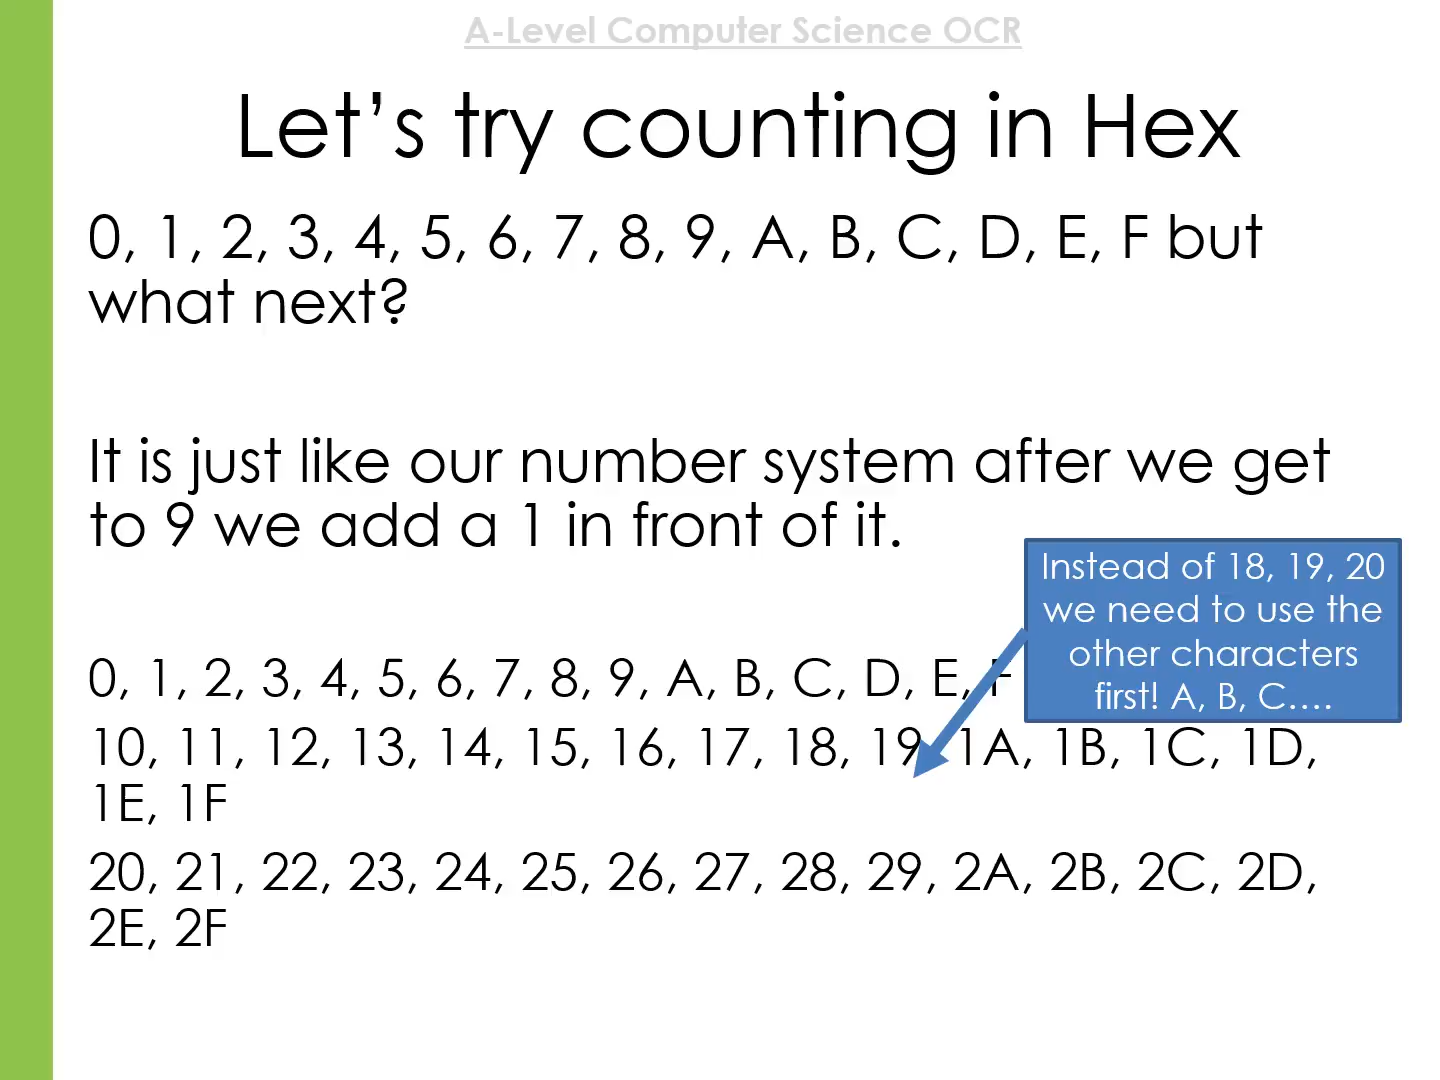 A-Level Computer Science OCR
Let's try counting in Hex
0, 1, 2, 3, 4, 5, 6, 7, 8, 9, A, B, C, D, E, F but
what next?
It is just like our number system after we get
to 9 we add a 1 in front of it.
Instead of 18, 19, 20
we need to use the
other characters
first! A, B, C....
0, 1, 2, 3, 4, 5, 6, 7, 8, 9, A, B, C, D, E, F
10, 11, 12, 13, 14, 15, 16, 17, 18, 19, 1A, 1B, 1C, 1D,
1E, 1F
20, 21, 22, 23, 24, 25, 26, 27, 28, 29, 2A, 2B, 2C, 2D,
2E, 2F